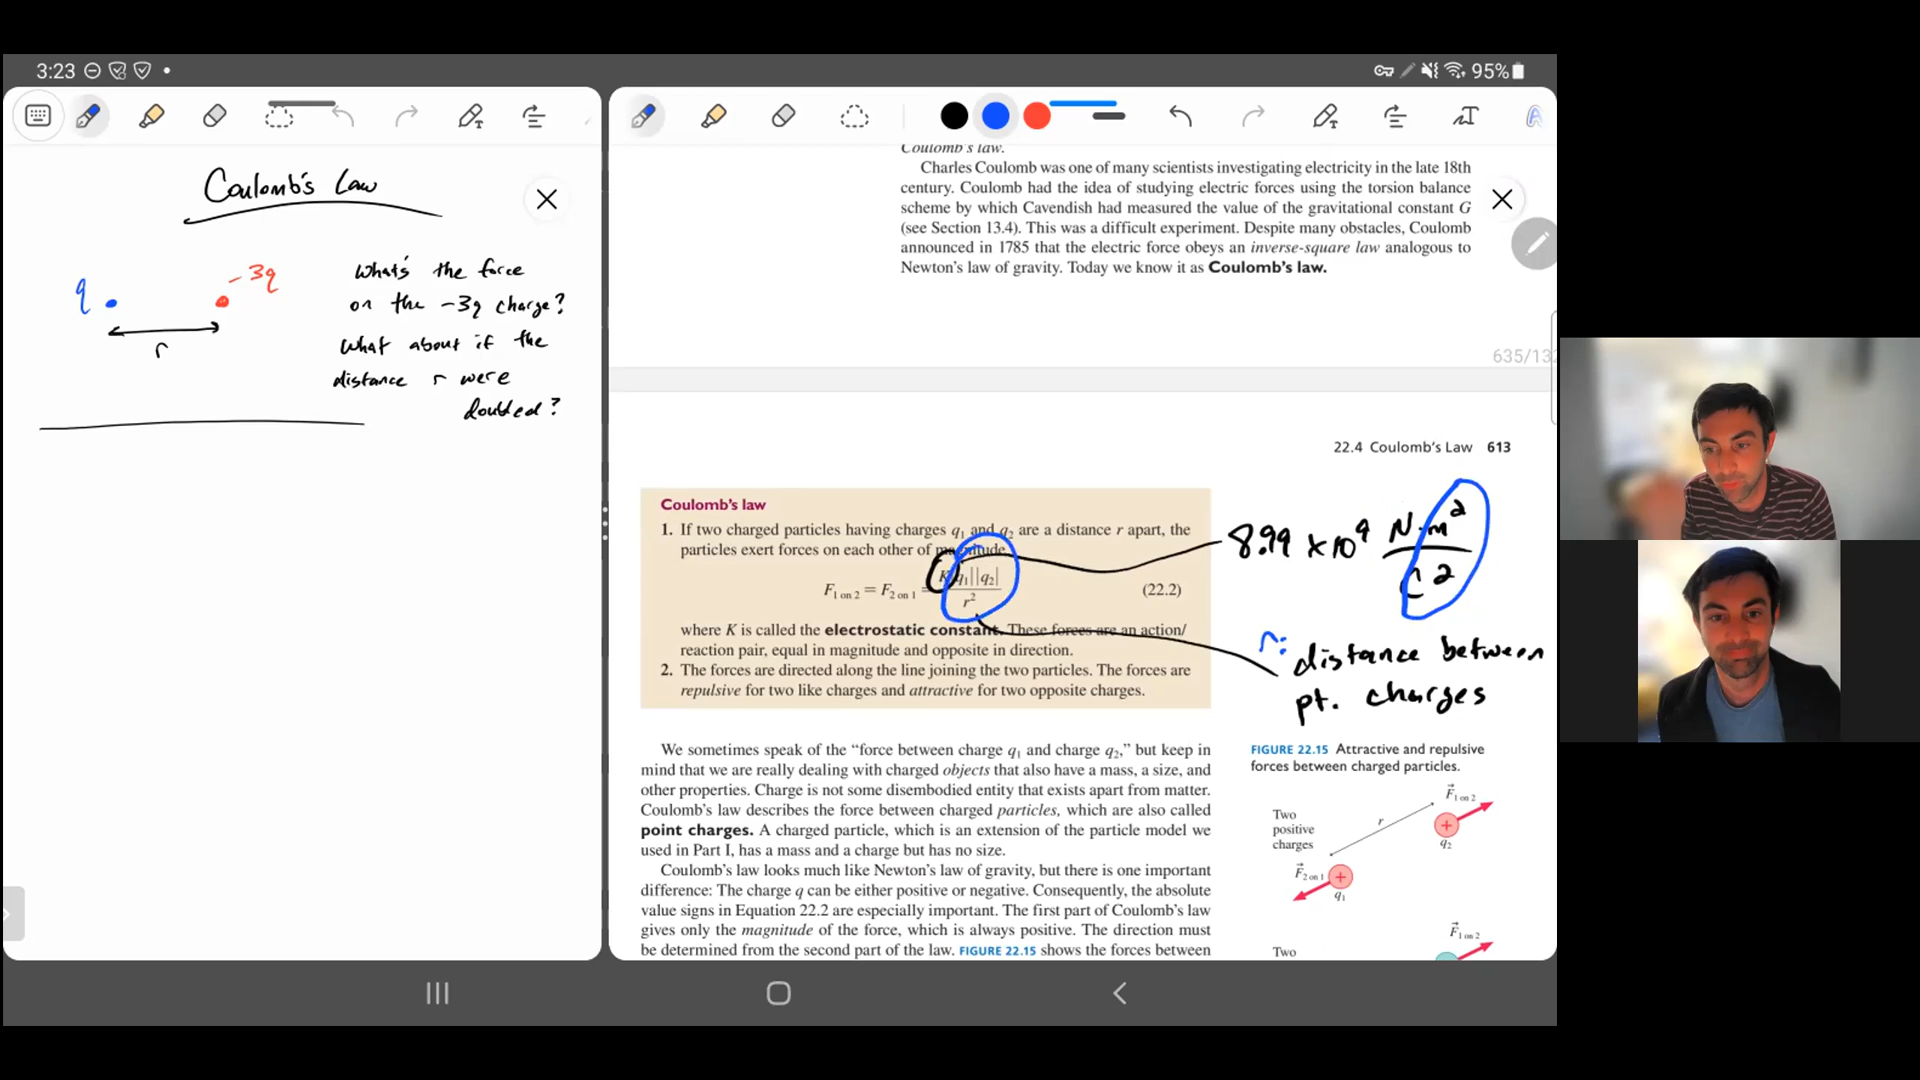 3:23
95%
Coulomb's Law
q
-3q
r
What's the force
on the -3q charge?
What about if the
distance r were
doubled?
Coulomb's law.
Charles Coulomb was one of many scientists investigating electricity in the late 18th
century. Coulomb had the idea of studying electric forces using the torsion balance
scheme by which Cavendish had measured the value of the gravitational constant G
(see Section 13.4). This was a difficult experiment. Despite many obstacles, Coulomb
announced in 1785 that the electric force obeys an inverse-square law analogous to
Newton's law of gravity. Today we know it as Coulomb's law.
635/13
22.4 Coulomb's Law 613
Coulomb's law
1. If two charged particles having charges q₁ and q₂ are a distance r apart, the
particles exert forces on each other of magnitude
F₁ on ₂ = F₂ on ₁ = K|q₁||q₂| / r² (22.2)
where K is called the electrostatic constant. These forces are an action/
reaction pair, equal in magnitude and opposite in direction.
2. The forces are directed along the line joining the two particles. The forces are
repulsive for two like charges and attractive for two opposite charges.
8.99 × 10⁹ N·m² / C²
r: distance between
pt. charges
We sometimes speak of the “force between charge q₁ and charge q₂,” but keep in
mind that we are really dealing with charged objects that also have a mass, a size, and
other properties. Charge is not some disembodied entity that exists apart from matter.
Coulomb's law describes the force between charged particles, which are also called
point charges. A charged particle, which is an extension of the particle model we
used in Part I, has a mass and a charge but has no size.
Coulomb's law looks much like Newton's law of gravity, but there is one important
difference: The charge q can be either positive or negative. Consequently, the absolute
value signs in Equation 22.2 are especially important. The first part of Coulomb's law
gives only the magnitude of the force, which is always positive. The direction must
be determined from the second part of the law. FIGURE 22.15 shows the forces between
FIGURE 22.15 Attractive and repulsive
forces between charged particles.
Two
positive
charges
r
F⃗₁ on ₂
+
q₂
F⃗₂ on ₁
+
q₁
F⃗₁ on ₂
Two